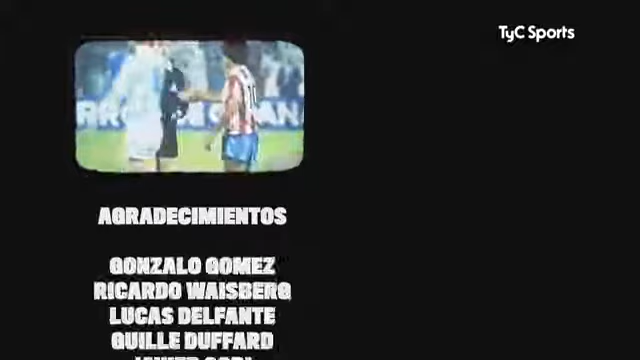 TyC Sports
AGRADECIMIENTOS
GONZALO GOMEZ
RICARDO WAISBERG
LUCAS DELFANTE
GUILLE DUFFARD